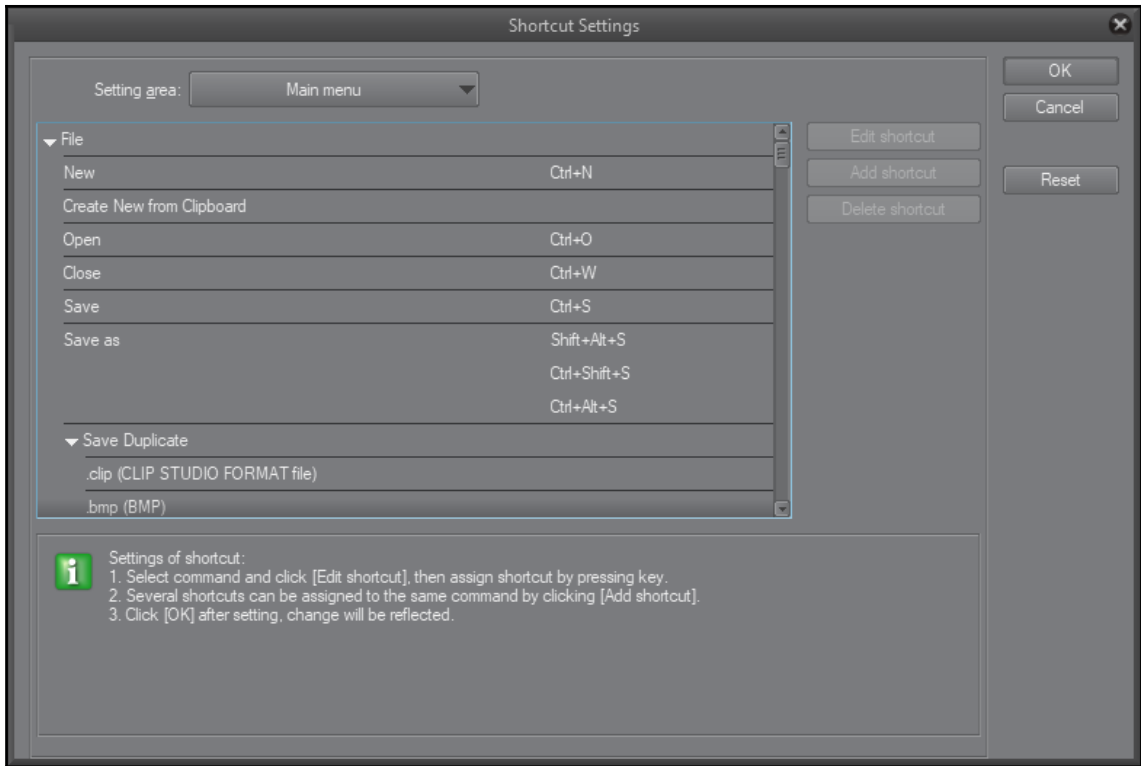 Shortcut Settings
Setting area: Main menu
OK
Cancel
Reset
File
New Ctrl+N
Create New from Clipboard
Open Ctrl+O
Close Ctrl+W
Save Ctrl+S
Save as Shift+Alt+S
Ctrl+Shift+S
Ctrl+Alt+S
Save Duplicate
.clip (CLIP STUDIO FORMAT file)
.bmp (BMP)
Edit shortcut
Add shortcut
Delete shortcut
Settings of shortcut:
1. Select command and click [Edit shortcut], then assign shortcut by pressing key.
2. Several shortcuts can be assigned to the same command by clicking [Add shortcut].
3. Click [OK] after setting, change will be reflected.